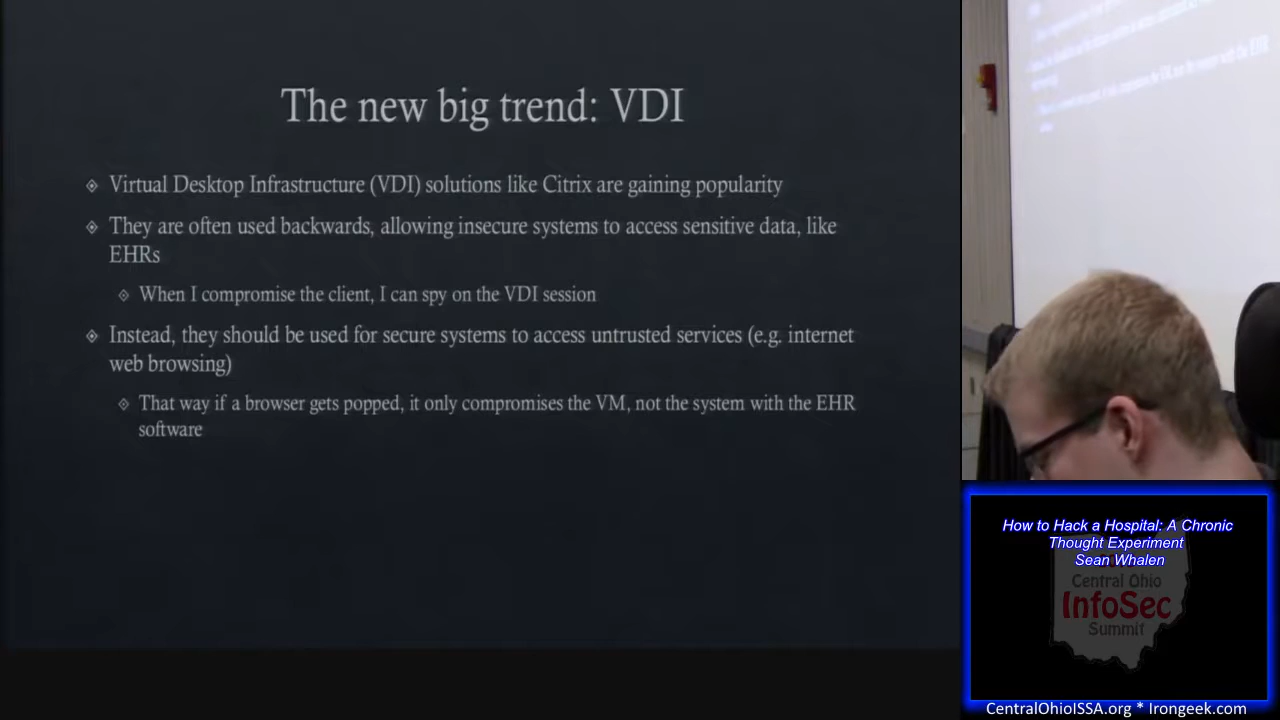 The new big trend: VDI
Virtual Desktop Infrastructure (VDI) solutions like Citrix are gaining popularity
They are often used backwards, allowing insecure systems to access sensitive data, like
EHRs
When I compromise the client, I can spy on the VDI session
Instead, they should be used for secure systems to access untrusted services (e.g. internet
web browsing)
That way if a browser gets popped, it only compromises the VM, not the system with the EHR
software
How to Hack a Hospital: A Chronic
Thought Experiment
Sean Whalen
Central Ohio
InfoSec
Summit
CentralOhioISSA.org * Irongeek.com